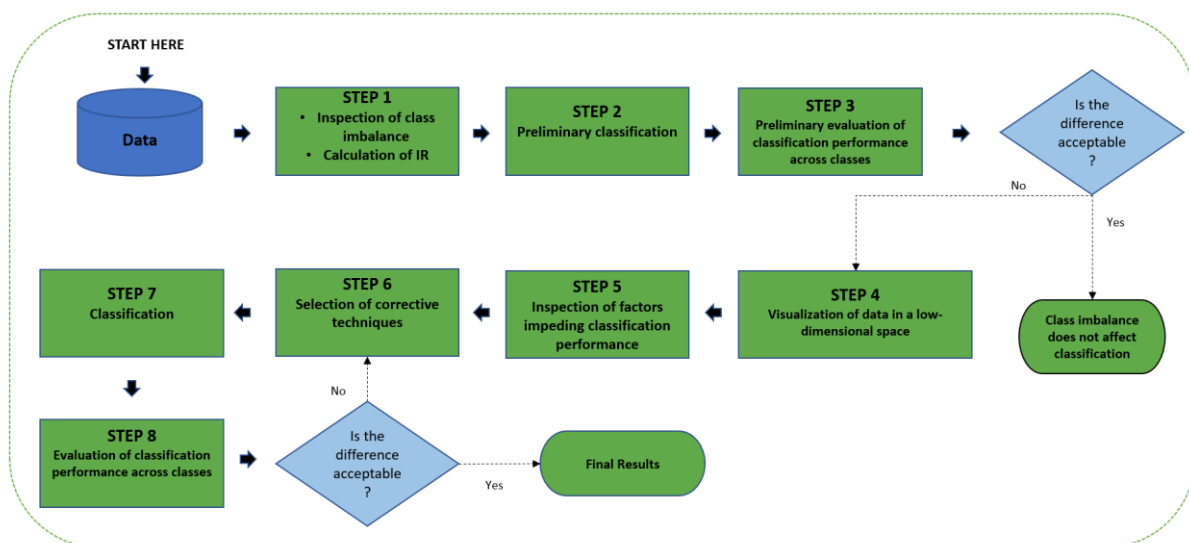 START HERE
Data
STEP 1
• Inspection of class
imbalance
• Calculation of IR
STEP 2
Preliminary classification
STEP 3
Preliminary evaluation of
classification performance
across classes
Is the
difference
acceptable
?
No
Yes
STEP 7
Classification
STEP 6
Selection of corrective
techniques
STEP 5
Inspection of factors
impeding classification
performance
STEP 4
Visualization of data in a low-
dimensional space
Class imbalance
does not affect
classification
No
STEP 8
Evaluation of classification
performance across classes
Is the
difference
acceptable
?
Yes
Final Results